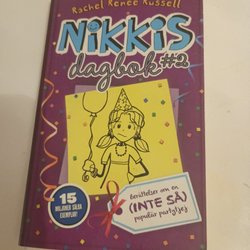 Rachel Renée Russell
NiKKiS
dagbok #2
15
MILJONER SÅLDA
EXEMPLAR!
Berättelser om en
(INTE SÅ)
populär partytjej